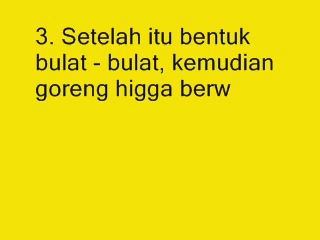 3. Setelah itu bentuk
bulat - bulat, kemudian
goreng higga berw